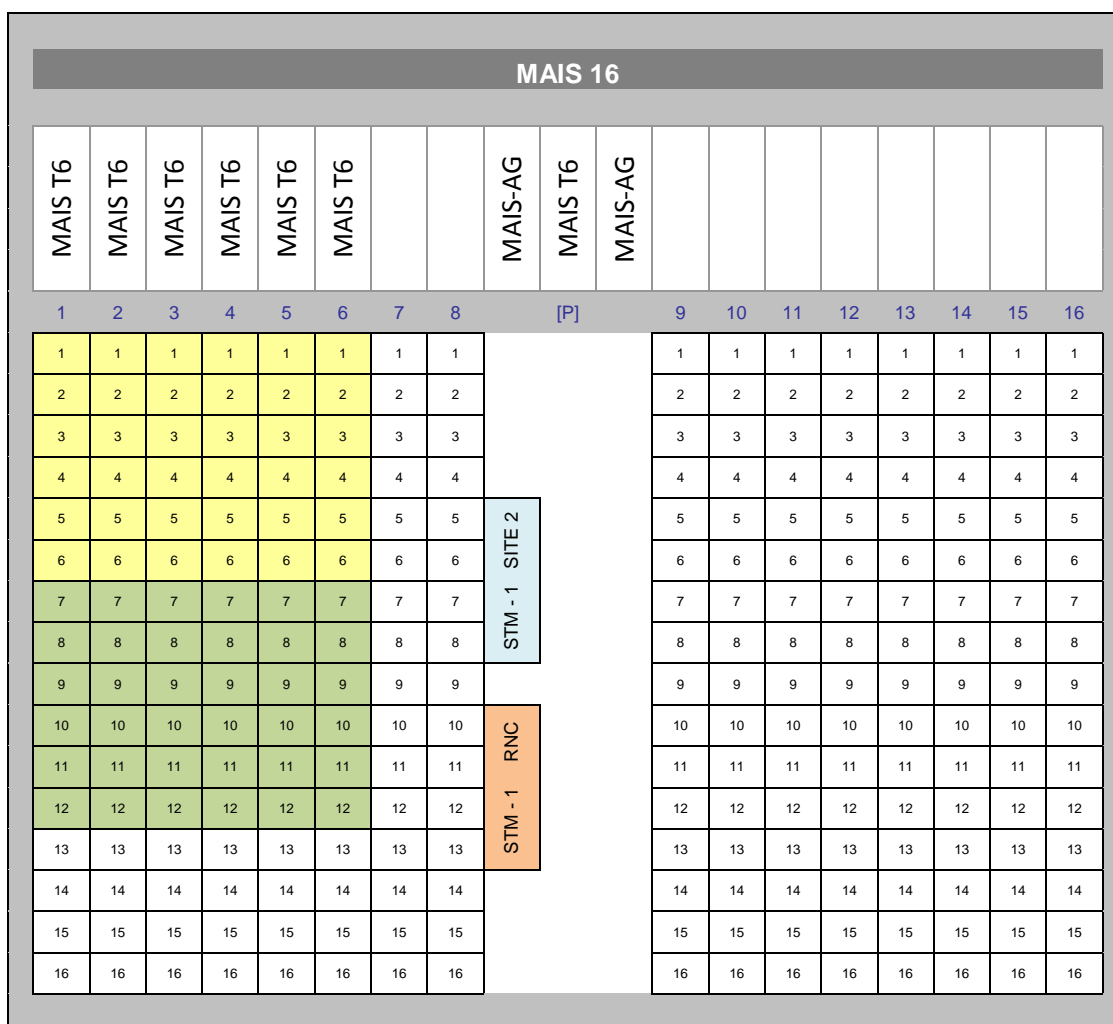 MAIS 16
MAIS T6 MAIS T6 MAIS T6 MAIS T6 MAIS T6 MAIS T6 MAIS-AG MAIS T6 MAIS-AG
1 2 3 4 5 6 7 8 [P] 9 10 11 12 13 14 15 16
1 1 1 1 1 1 1 1 1 1 1 1 1 1 1 1
2 2 2 2 2 2 2 2 2 2 2 2 2 2 2 2
3 3 3 3 3 3 3 3 3 3 3 3 3 3 3 3
4 4 4 4 4 4 4 4 4 4 4 4 4 4 4 4
5 5 5 5 5 5 5 5 5 5 5 5 5 5 5 5
6 6 6 6 6 6 6 6 6 6 6 6 6 6 6 6
7 7 7 7 7 7 7 7 7 7 7 7 7 7 7 7
8 8 8 8 8 8 8 8 8 8 8 8 8 8 8 8
STM - 1 SITE 2
9 9 9 9 9 9 9 9 9 9 9 9 9 9 9 9
10 10 10 10 10 10 10 10 10 10 10 10 10 10 10 10
11 11 11 11 11 11 11 11 11 11 11 11 11 11 11 11
12 12 12 12 12 12 12 12 12 12 12 12 12 12 12 12
13 13 13 13 13 13 13 13 13 13 13 13 13 13 13 13
STM - 1 RNC
14 14 14 14 14 14 14 14 14 14 14 14 14 14 14 14
15 15 15 15 15 15 15 15 15 15 15 15 15 15 15 15
16 16 16 16 16 16 16 16 16 16 16 16 16 16 16 16